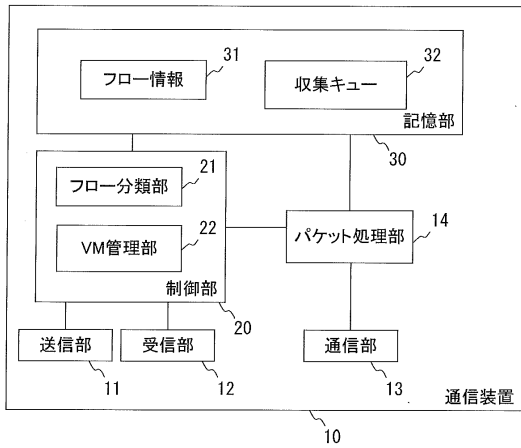 フロー情報
31
収集キュー
32
記憶部
30
フロー分類部
21
VM管理部
22
制御部
20
パケット処理部
14
送信部
11
受信部
12
通信部
13
通信装置
10